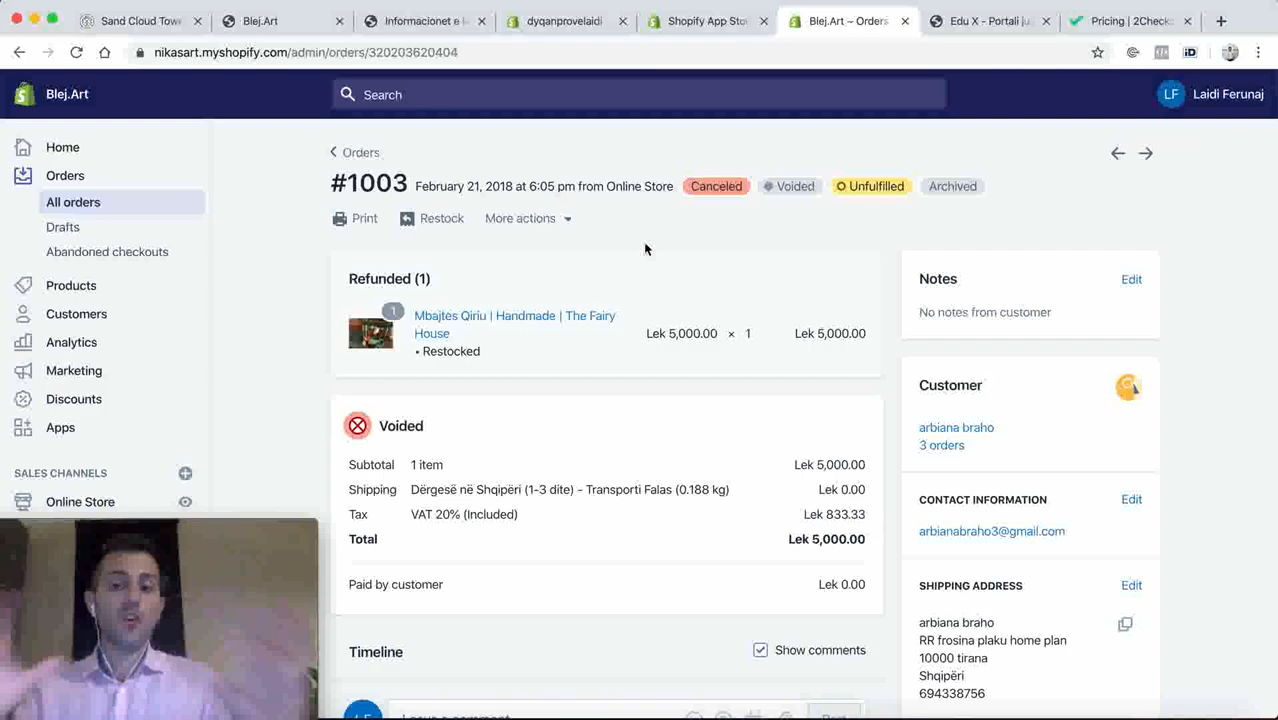 Sand Cloud Tow
Blej.Art
Informacionet e
dyqanprovelaidi
Shopify App Sto
Blej.Art ~ Orders
Edu X - Portali ju
Pricing | 2Check
nikasart.myshopify.com/admin/orders/320203620404
iD
Blej.Art
Search
LF Laidi Ferunaj
Home
Orders
All orders
Drafts
Abandoned checkouts
Products
Customers
Analytics
Marketing
Discounts
Apps
SALES CHANNELS
Online Store
Orders
#1003 February 21, 2018 at 6:05 pm from Online Store Canceled Voided Unfulfilled Archived
Print Restock More actions
Refunded (1)
1
Mbajtes Qiriu | Handmade | The Fairy
House
• Restocked
Lek 5,000.00 × 1 Lek 5,000.00
Voided
Subtotal 1 item Lek 5,000.00
Shipping Dërgesë në Shqipëri (1-3 dite) - Transporti Falas (0.188 kg) Lek 0.00
Tax VAT 20% (Included) Lek 833.33
Total Lek 5,000.00
Paid by customer Lek 0.00
Timeline Show comments
LF Leave a comment... Post
Notes Edit
No notes from customer
Customer
arbiana braho
3 orders
CONTACT INFORMATION Edit
arbianabraho3@gmail.com
SHIPPING ADDRESS Edit
arbiana braho
RR frosina plaku home plan
10000 tirana
Shqipëri
694338756